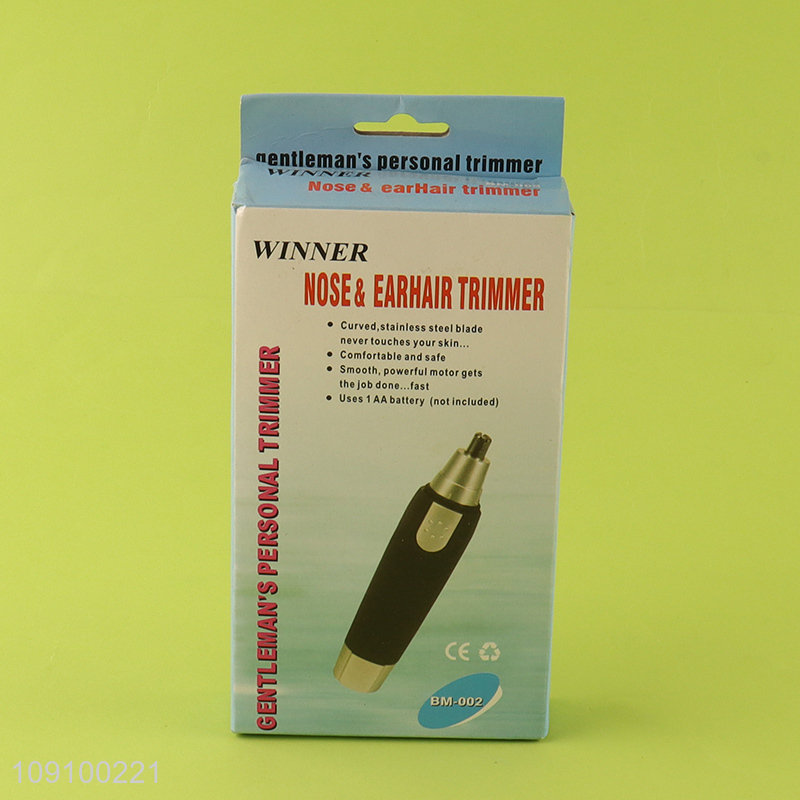 gentleman's personal trimmer
WINNER
Nose & earHair trimmer
WINNER
NOSE & EARHAIR TRIMMER
• Curved,stainless steel blade
never touches your skin...
• Comfortable and safe
• Smooth, powerful motor gets
the job done...fast
• Uses 1 AA battery (not included)
GENTLEMAN'S PERSONAL TRIMMER
CE
BM-002
109100221